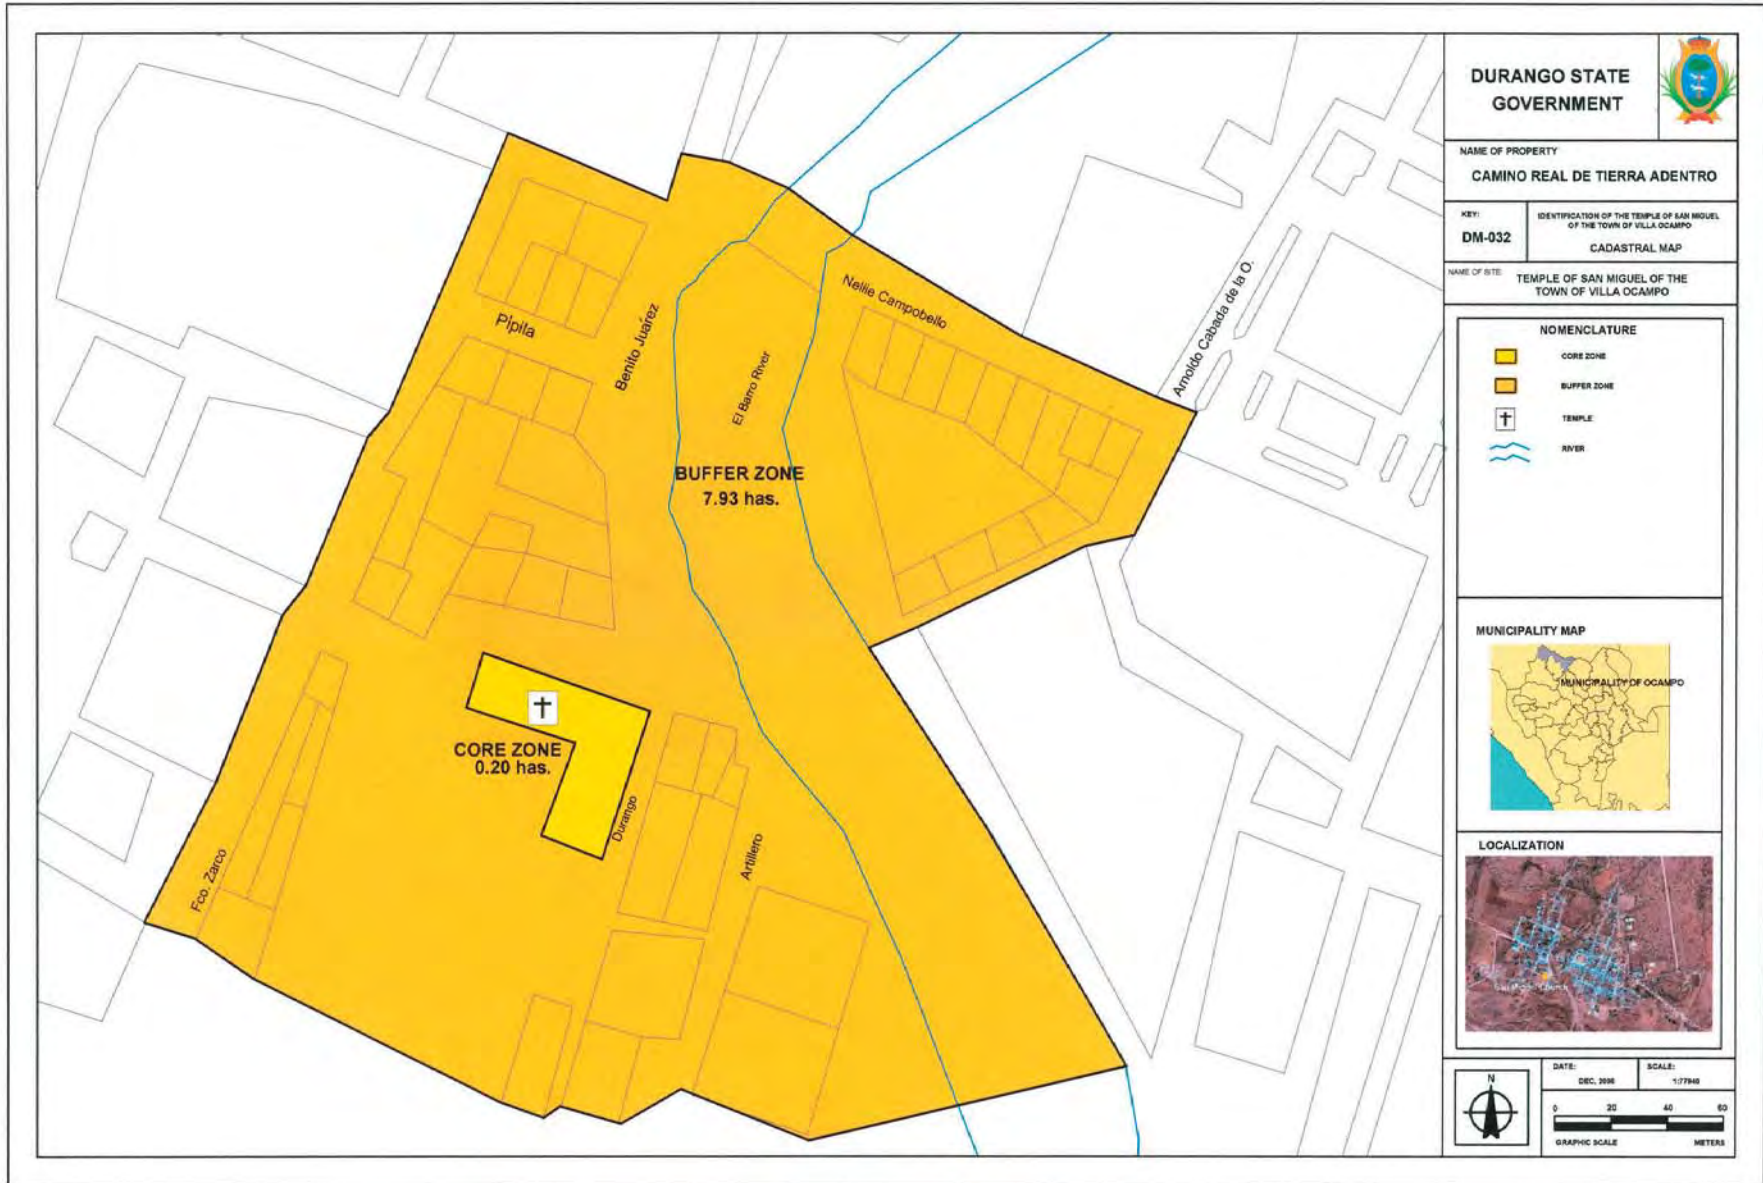 DURANGO STATE
GOVERNMENT
NAME OF PROPERTY
CAMINO REAL DE TIERRA ADENTRO
KEY:
DM-032
IDENTIFICATION OF THE TEMPLE OF SAN MIGUEL
OF THE TOWN OF VILLA OCAMPO
CADASTRAL MAP
NAME OF SITE:
TEMPLE OF SAN MIGUEL OF THE
TOWN OF VILLA OCAMPO
NOMENCLATURE
CORE ZONE
BUFFER ZONE
TEMPLE
RIVER
MUNICIPALITY MAP
MUNICIPALITY OF OCAMPO
LOCALIZATION
N
DATE:
DEC, 
SCALE:
0 20 40 60
GRAPHIC SCALE METERS
Pipila
Benito Juárez
El Barro River
Nellie Campobello
Arnoldo Cabada de la O.
BUFFER ZONE
7.93 has.
CORE ZONE
0.20 has.
Durango
Artillero
Fco. Zarco